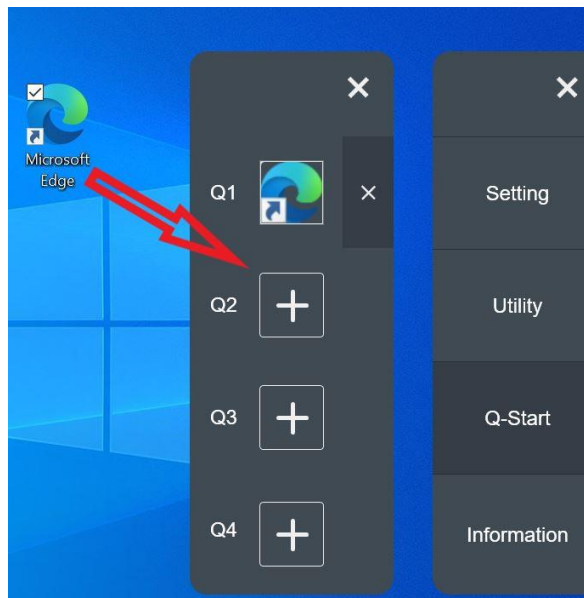 Microsoft
Edge
Q1
Q2
Q3
Q4
Setting
Utility
Q-Start
Information